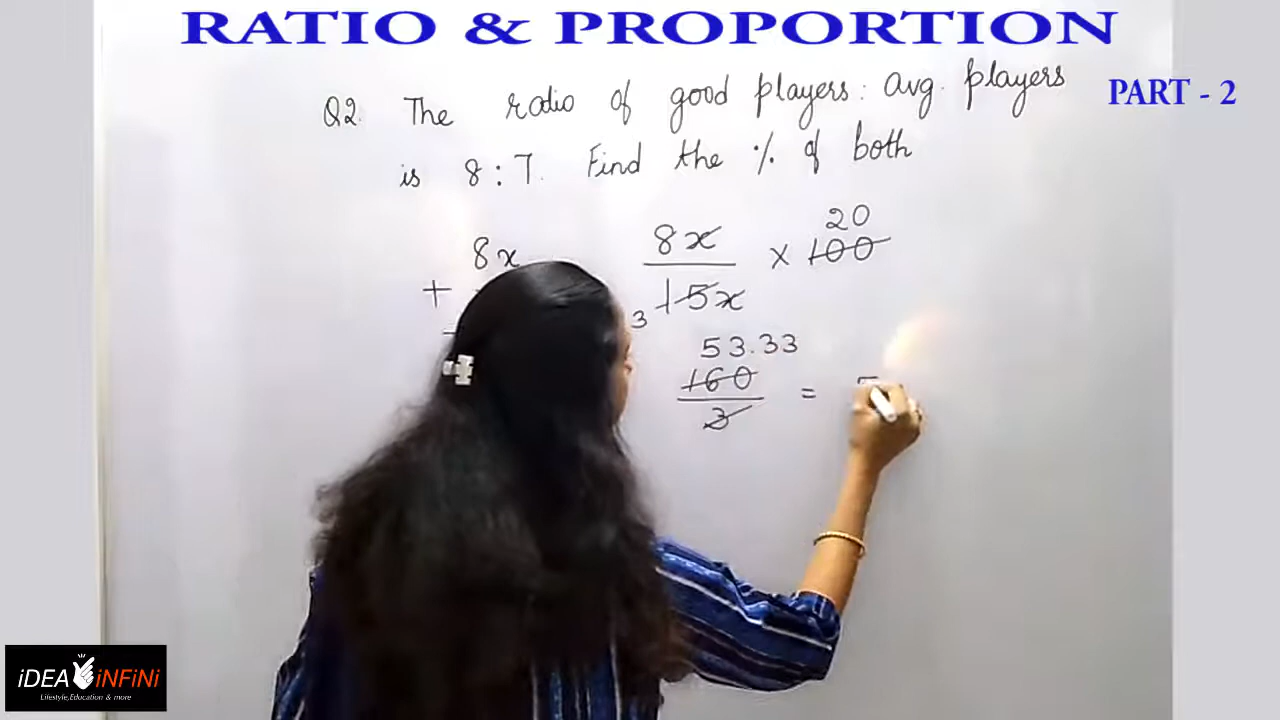 RATIO & PROPORTION
PART - 2
Q2. The ratio of good players : avg. players
is 8 : 7. Find the % of both
8x
+
8x
15x
3
× 100
20
53.33
160
3
=
iDEA iNFiNi
Lifestyle,Education & more